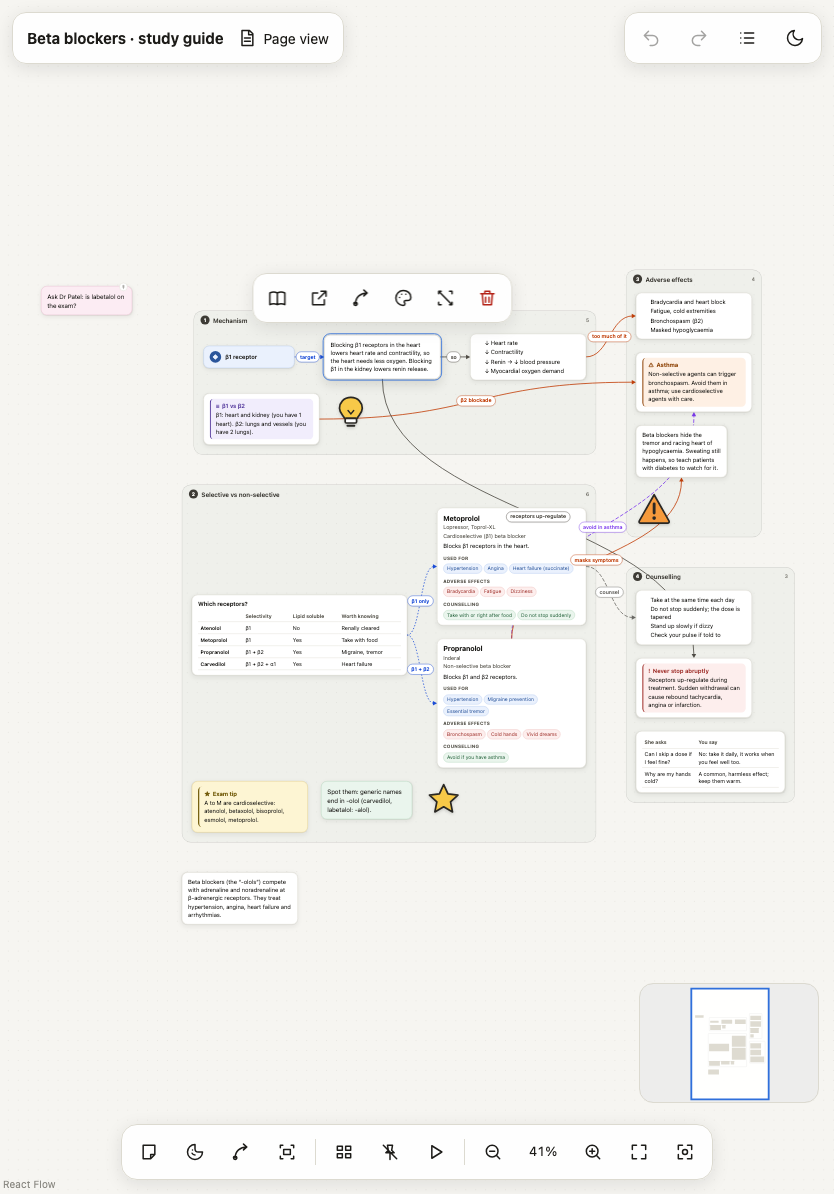 Beta blockers · study guide
Page view
Ask Dr Patel: is labetalol on
the exam?
1 Mechanism
5
β1 receptor
target
Blocking β1 receptors in the heart
lowers heart rate and contractility, so
the heart needs less oxygen. Blocking
β1 in the kidney lowers renin release.
so
↓ Heart rate
↓ Contractility
↓ Renin → ↓ blood pressure
↓ Myocardial oxygen demand
β1 vs β2
β1: heart and kidney (you have 1
heart). β2: lungs and vessels (you
have 2 lungs).
β2 blockade
too much of it
3 Adverse effects
4
Bradycardia and heart block
Fatigue, cold extremities
Bronchospasm (β2)
Masked hypoglycaemia
Asthma
Non-selective agents can trigger
bronchospasm. Avoid them in
asthma; use cardioselective
agents with care.
Beta blockers hide the
tremor and racing heart of
hypoglycaemia. Sweating still
happens, so teach patients
with diabetes to watch for it.
2 Selective vs non-selective
6
Which receptors?
Selectivity Lipid soluble Worth knowing
Atenolol β1 No Renally cleared
Metoprolol β1 Yes Take with food
Propranolol β1 + β2 Yes Migraine, tremor
Carvedilol β1 + β2 + α1 Yes Heart failure
β1 only
β1 + β2
Metoprolol
receptors up-regulate
Lopressor, Toprol-XL
Cardioselective (β1) beta blocker
Blocks β1 receptors in the heart.
USED FOR
Hypertension Angina Heart failure (succinate)
ADVERSE EFFECTS
Bradycardia Fatigue Dizziness
COUNSELLING
Take with or right after food Do not stop suddenly
Propranolol
Inderal
Non-selective beta blocker
Blocks β1 and β2 receptors.
USED FOR
Hypertension Migraine prevention
Essential tremor
ADVERSE EFFECTS
Bronchospasm Cold hands Vivid dreams
COUNSELLING
Avoid if you have asthma
avoid in asthma
masks symptoms
counsel
4 Counselling
3
Take at the same time each day
Do not stop suddenly; the dose is
tapered
Stand up slowly if dizzy
Check your pulse if told to
! Never stop abruptly
Receptors up-regulate during
treatment. Sudden withdrawal can
cause rebound tachycardia,
angina or infarction.
She asks You say
Can I skip a dose if No: take it daily, it works when
I feel fine? you feel well too.
Why are my hands A common, harmless effect;
cold? keep them warm.
★ Exam tip
A to M are cardioselective:
atenolol, betaxolol, bisoprolol,
esmolol, metoprolol.
Spot them: generic names
end in -olol (carvedilol,
labetalol: -alol).
Beta blockers (the "-olols") compete
with adrenaline and noradrenaline at
β-adrenergic receptors. They treat
hypertension, angina, heart failure and
arrhythmias.
41%
React Flow